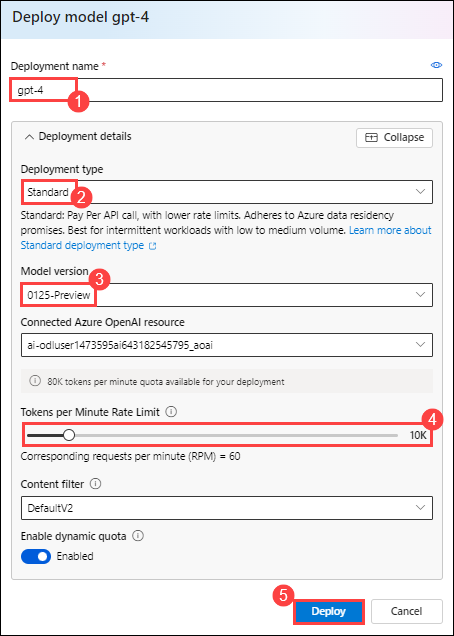 Deploy model gpt-4
Deployment name *
gpt-4
1
Deployment details
Collapse
Deployment type
Standard
2
Standard: Pay Per API call, with lower rate limits. Adheres to Azure data residency
promises. Best for intermittent workloads with low to medium volume. Learn more about
Standard deployment type
Model version
3
0125-Preview
Connected Azure OpenAI resource
ai-odluser1473595ai643182545795_aoai
80K tokens per minute quota available for your deployment
Tokens per Minute Rate Limit
4
10K
Corresponding requests per minute (RPM) = 60
Content filter
DefaultV2
Enable dynamic quota
Enabled
5
Deploy
Cancel